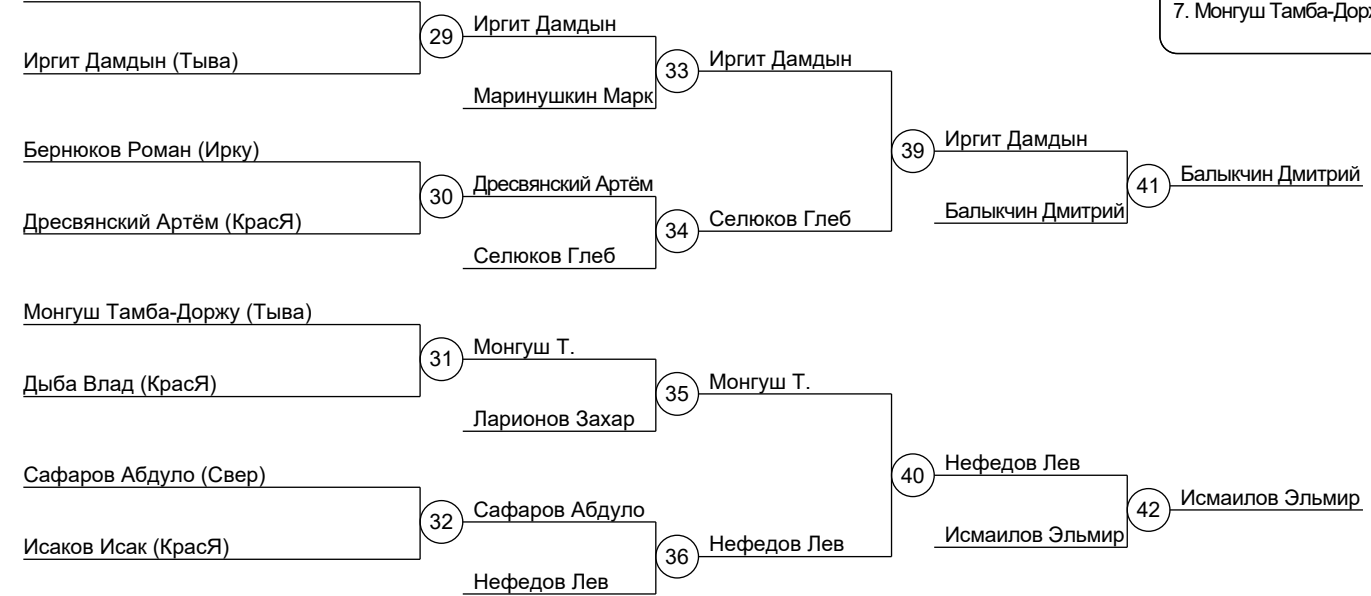 7. Монгуш Тамба-Дорж
29
Иргит Дамдын
Иргит Дамдын (Тыва)
33
Иргит Дамдын
Маринушкин Марк
39
Иргит Дамдын
Бернюков Роман (Ирку)
30
Дресвянский Артём
41
Балыкчин Дмитрий
Дресвянский Артём (КрасЯ)
34
Селюков Глеб
Балыкчин Дмитрий
Селюков Глеб
Монгуш Тамба-Доржу (Тыва)
31
Монгуш Т.
Дыба Влад (КрасЯ)
35
Монгуш Т.
Ларионов Захар
40
Нефедов Лев
Сафаров Абдуло (Свер)
32
Сафаров Абдуло
42
Исмаилов Эльмир
Исаков Исак (КрасЯ)
36
Нефедов Лев
Исмаилов Эльмир
Нефедов Лев